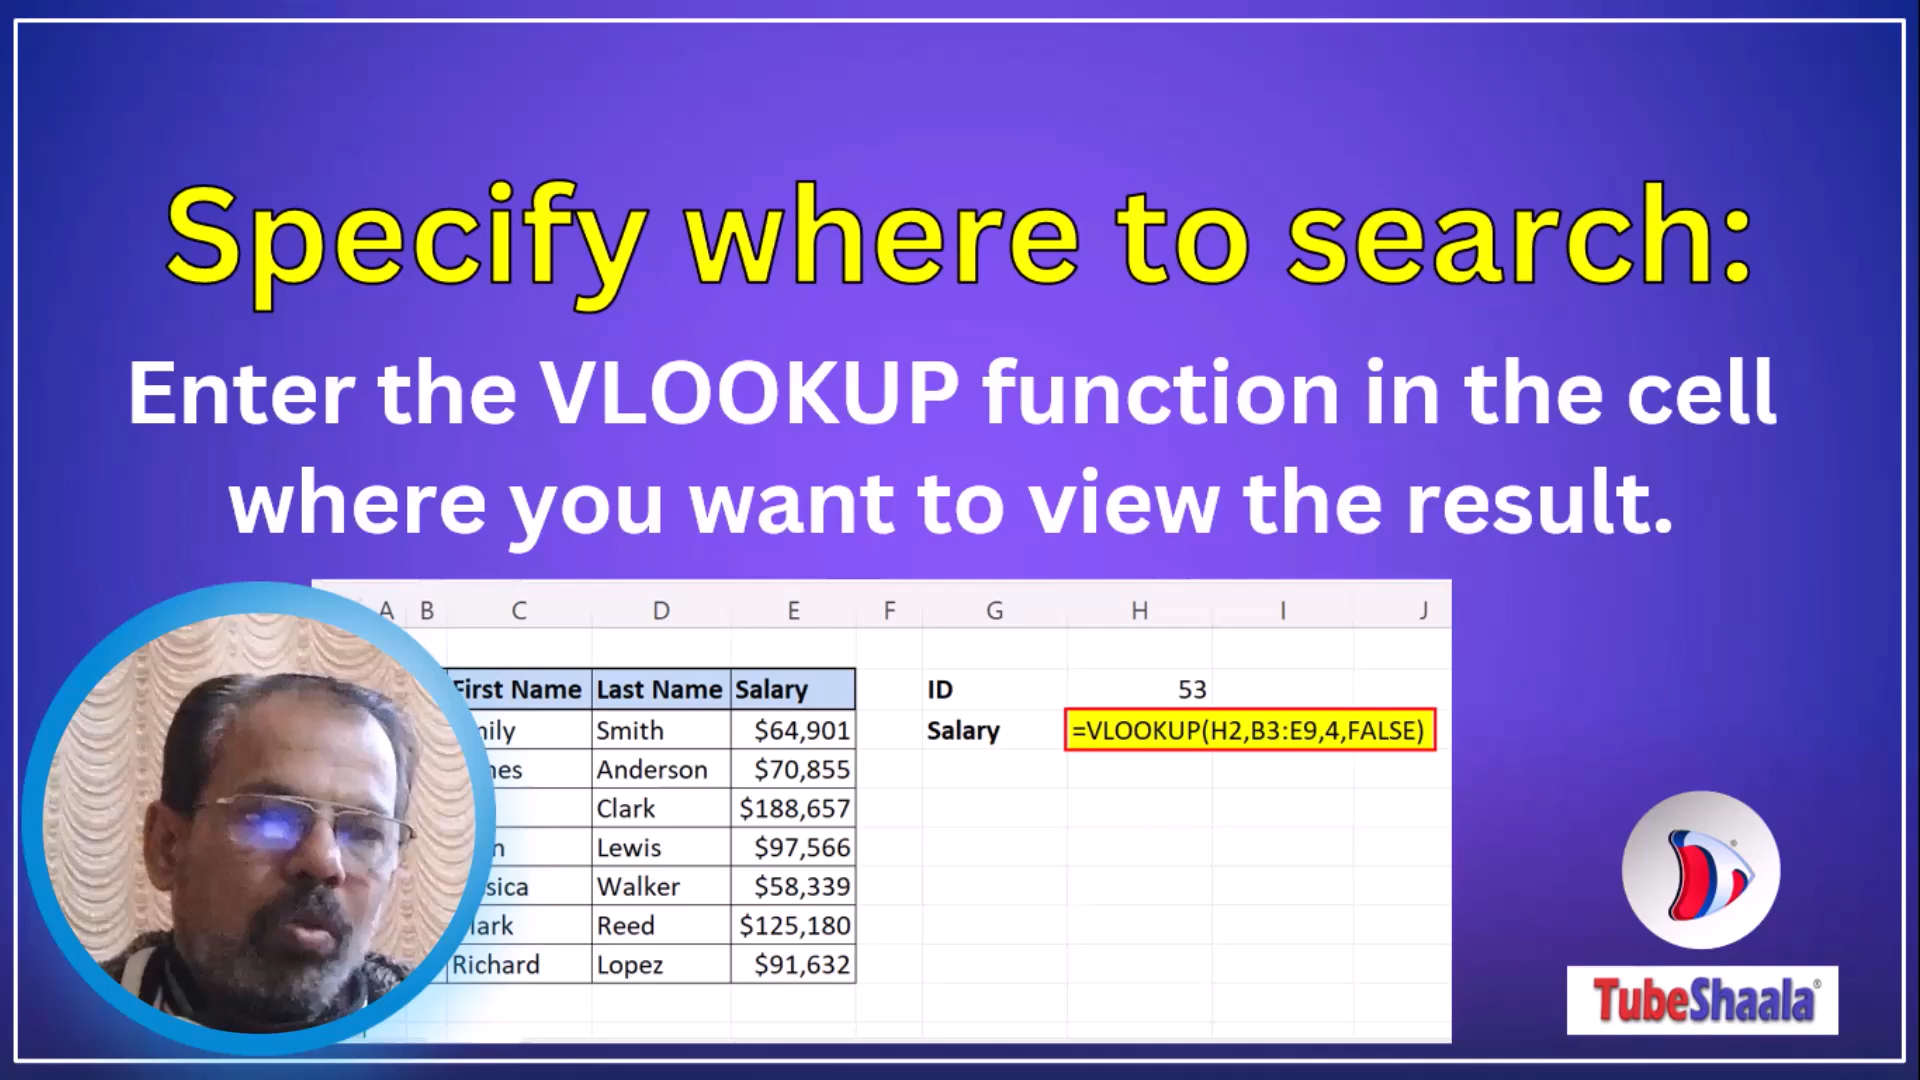 Specify where to search:
Enter the VLOOKUP function in the cell
where you want to view the result.
A B C D E F G H I J
First Name Last Name Salary ID 53
Smith $64,901 Salary =VLOOKUP(H2,B3:E9,4,FALSE)
Anderson $70,855
Clark $188,657
Lewis $97,566
Walker $58,339
Reed $125,180
Richard Lopez $91,632
TubeShaala®